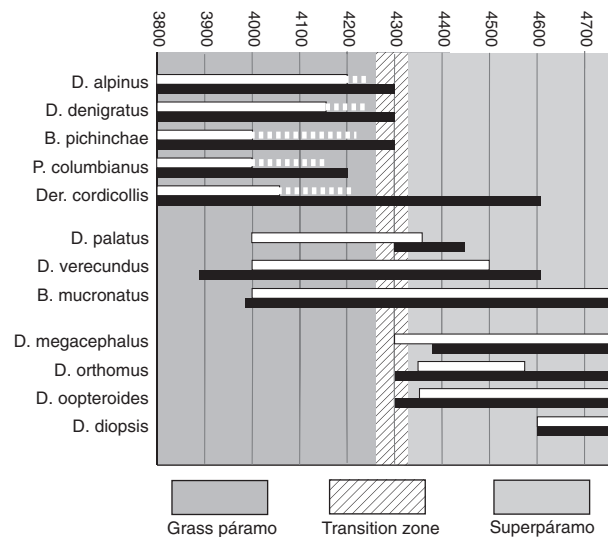 3800 3900 4000 4100 4200 4300 4400 4500 4600 4700
D. alpinus
D. denigratus
B. pichinchae
P. columbianus
Der. cordicollis
D. palatus
D. verecundus
B. mucronatus
D. megacephalus
D. orthomus
D. oopteroides
D. diopsis
Grass páramo Transition zone Superpáramo